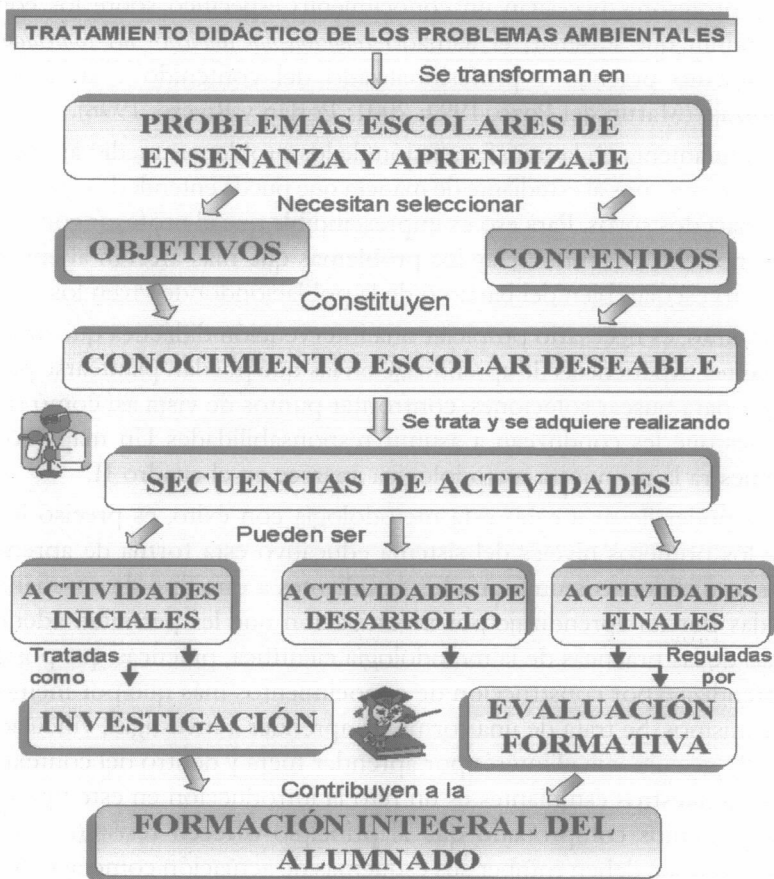 TRATAMIENTO DIDÁCTICO DE LOS PROBLEMAS AMBIENTALES
Se transforman en
PROBLEMAS ESCOLARES DE
ENSEÑANZA Y APRENDIZAJE
Necesitan seleccionar
OBJETIVOS
CONTENIDOS
Constituyen
CONOCIMIENTO ESCOLAR DESEABLE
Se trata y se adquiere realizando
SECUENCIAS DE ACTIVIDADES
Pueden ser
ACTIVIDADES
INICIALES
ACTIVIDADES DE
DESARROLLO
ACTIVIDADES
FINALES
Tratadas
como
Reguladas
por
INVESTIGACIÓN
EVALUACIÓN
FORMATIVA
Contribuyen a la
FORMACIÓN INTEGRAL DEL
ALUMNADO